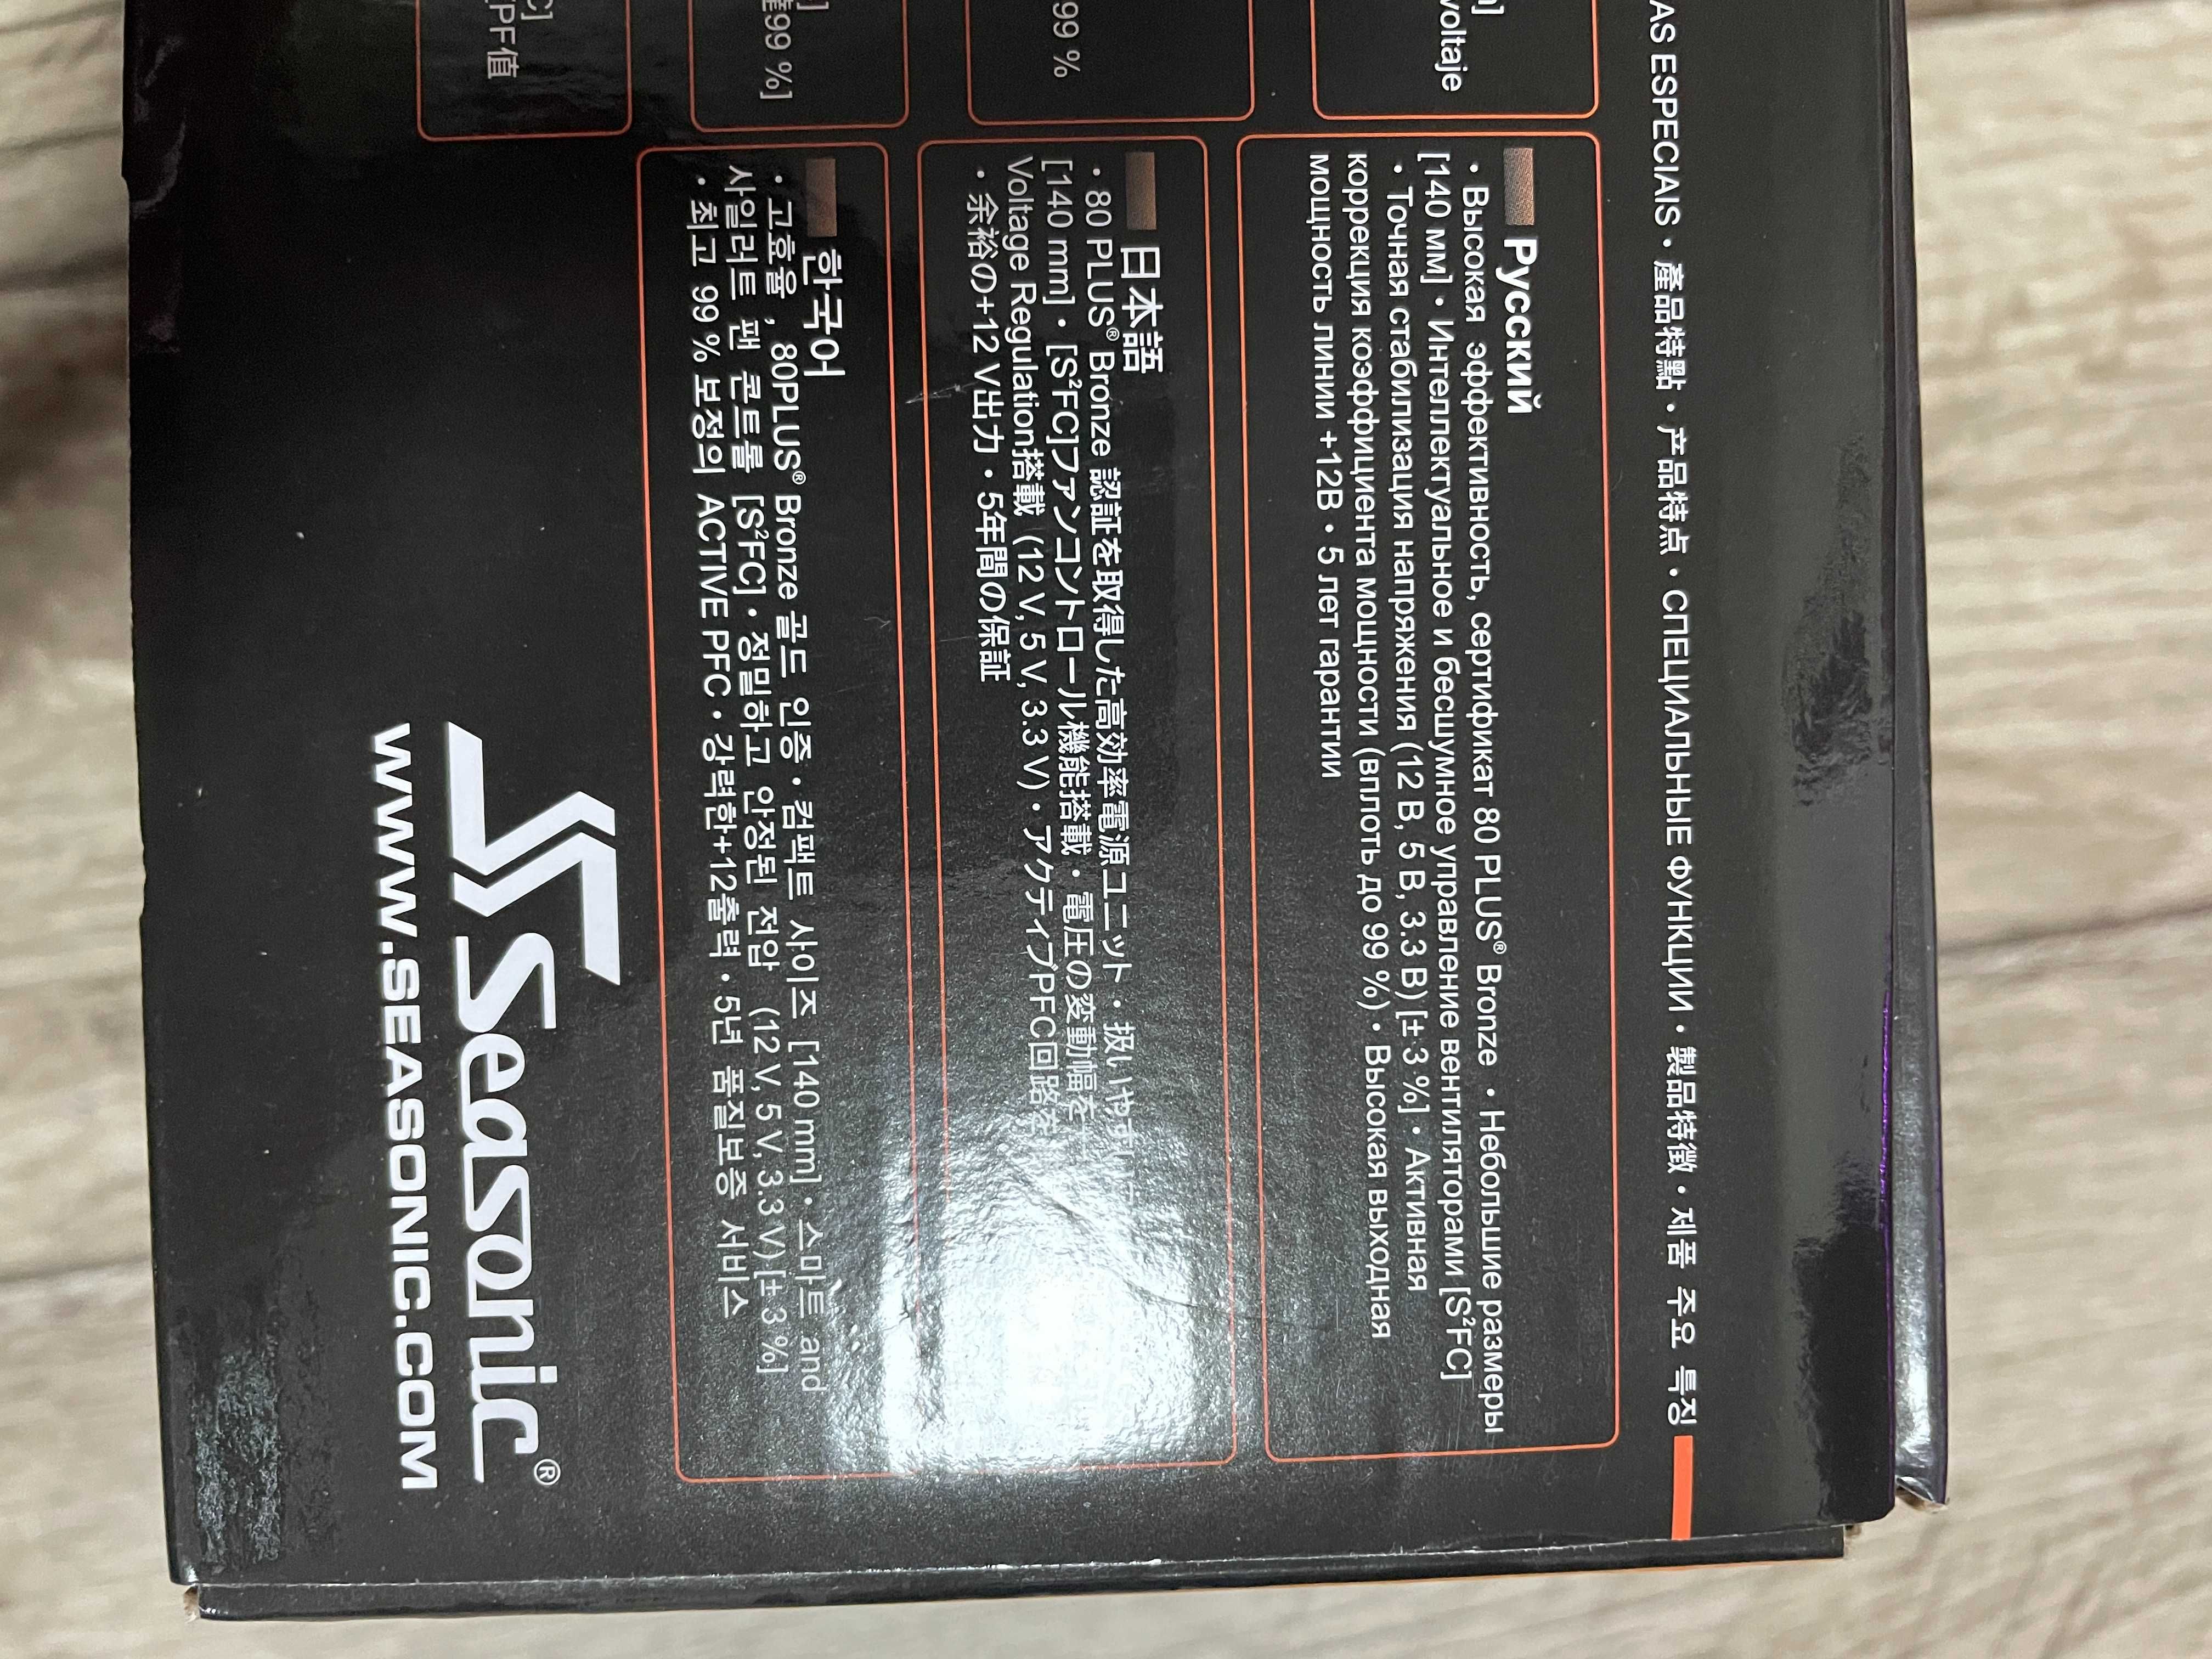 AS ESPECIAIS • 產品特點 • 产品特点 • СПЕЦИАЛЬНЫЕ ФУНКЦИИ • 製品特徴 • 제품 주요 특징
voltaje
99 %
99 %]
PF值
Русский
• Высокая эффективность, сертификат 80 PLUS® Bronze • Небольшие размеры
[140 мм] • Интеллектуальное и бесшумное управление вентиляторами [S²FC]
• Точная стабилизация напряжения (12 В, 5 В, 3.3 В) [± 3 %] • Активная
коррекция коэффициента мощности (вплоть до 99 %) • Высокая выходная
мощность линии +12В • 5 лет гарантии
日本語
• 80 PLUS® Bronze 認証を取得した高効率電源ユニット • 扱いやす
[140 mm] • [S²FC]ファンコントロール機能搭載 • 電圧の変動幅を
Voltage Regulation搭載 (12 V, 5 V, 3.3 V) • アクティブPFC回路を
• 余裕の+12 V出力 • 5年間の保証
한국어
• 고효율 , 80PLUS® Bronze 골드 인증 • 컴팩트 사이즈 [140 mm] • 스마트 and
사일러트 팬 콘트롤 [S²FC] • 정밀하고 안정된 전압 (12 V, 5 V, 3.3 V) [± 3 %]
• 최고 99 % 보정의 ACTIVE PFC • 강력한+12출력 • 5년 품질보증 서비스
Seasonic®
WWW.SEASONIC.COM